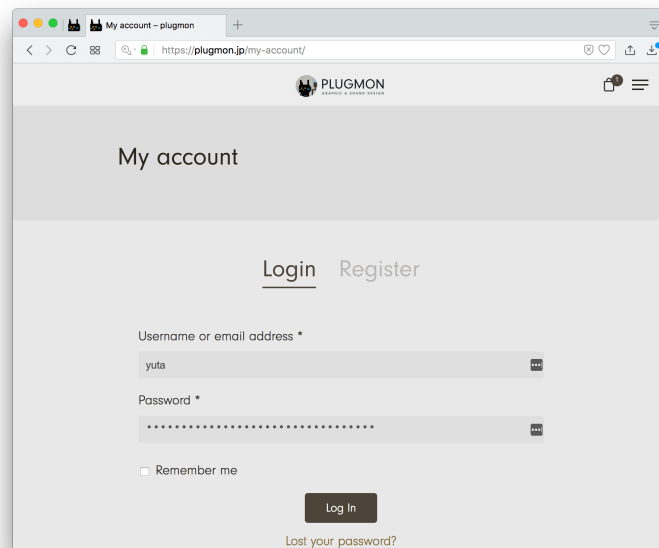 My account – plugmon
https://plugmon.jp/my-account/
PLUGMON
GRAPHIC & SOUND DESIGN
1
My account
Login Register
Username or email address *
yuta
Password *
Remember me
Log In
Lost your password?